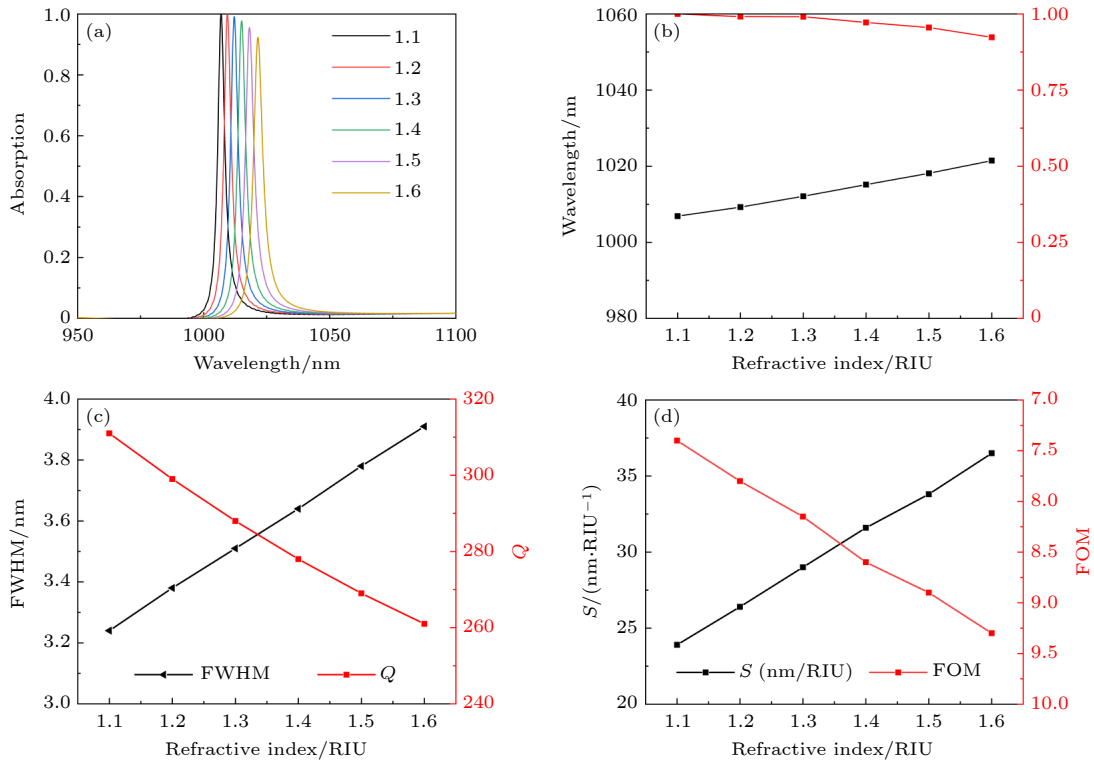 (a)
1.0
0.8
0.6
0.4
0.2
0
Absorption
1.1
1.2
1.3
1.4
1.5
1.6
950 1000 1050 1100
Wavelength/nm
(b)
1060
1040
1020
1000
980
Wavelength/nn
1.00
0.75
0.50
0.25
0
1.1 1.2 1.3 1.4 1.5 1.6
Refractive index/RIU
(c)
4.0
3.8
3.6
3.4
3.2
3.0
FWHM/nm
320
300
280
260
240
Q
FWHM Q
1.1 1.2 1.3 1.4 1.5 1.6
Refractive index/RIU
(d)
40
35
30
25
20
S/(nm·RIU⁻¹)
7.0
7.5
8.0
8.5
9.0
9.5
10.0
FOM
S (nm/RIU) FOM
1.1 1.2 1.3 1.4 1.5 1.6
Refractive index/RIU